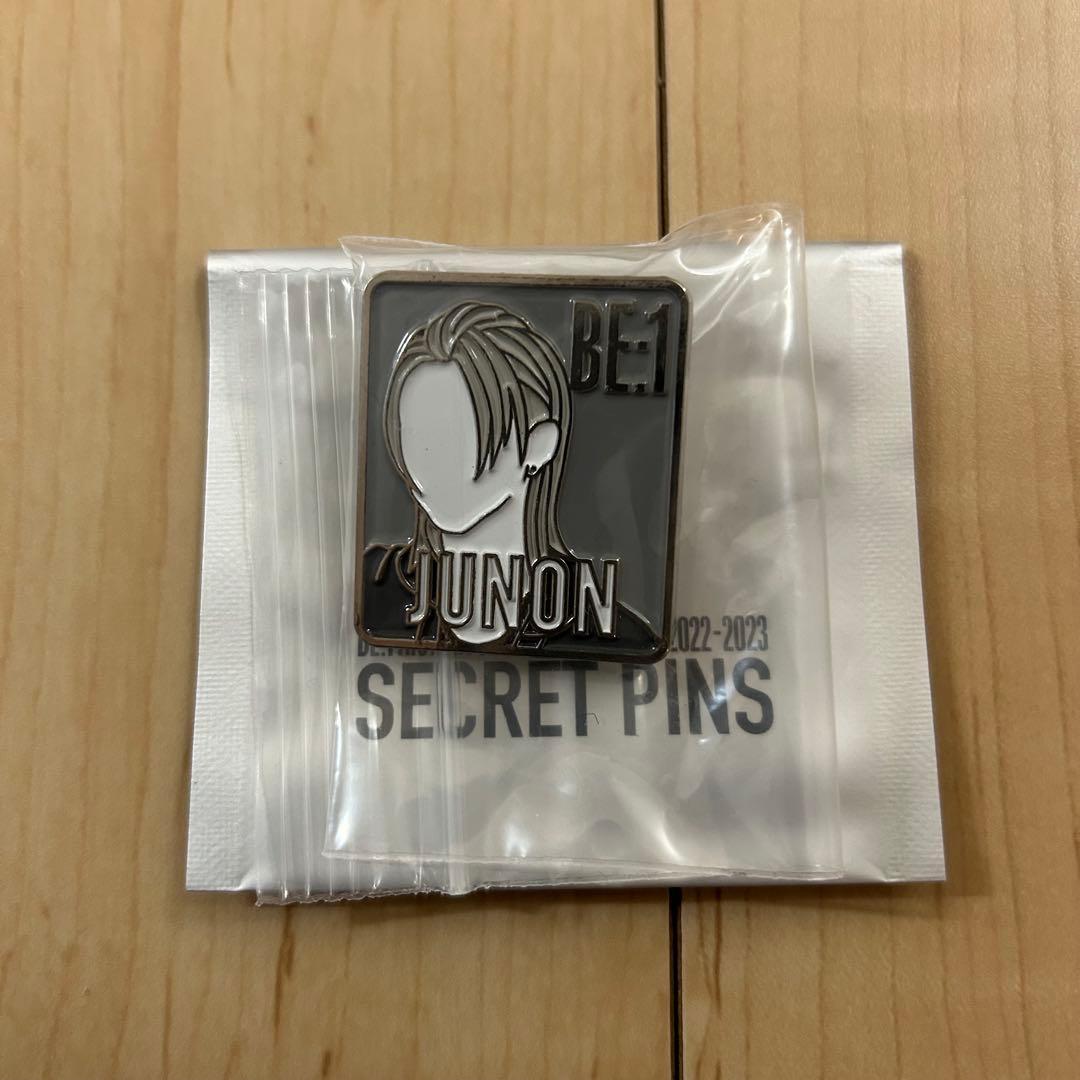 BE:1
JUNON
2022-2023
SECRET PINS